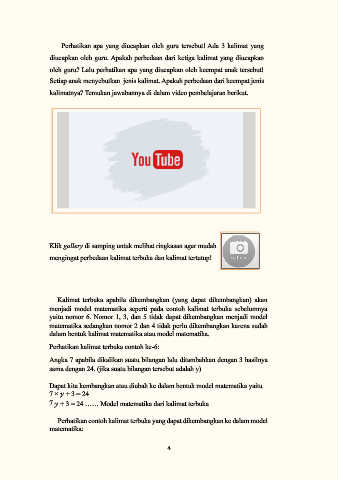 Perhatikan apa yang diucapkan oleh guru tersebut! Ada 3 kalimat yang
diucapkan oleh guru. Apakah perbedaan dari ketiga kalimat yang diucapkan
oleh guru? Lalu perhatikan apa yang diucapkan oleh keempat anak tersebut!
Setiap anak menyebutkan jenis kalimat. Apakah perbedaan dari keempat jenis
kalimatnya? Temukan jawabannya di dalam video pembelajaran berikut.
YouTube
Klik gallery di samping untuk melihat ringkasan agar mudah
mengingat perbedaan kalimat terbuka dan kalimat tertutup!
Kalimat terbuka apabila dikembangkan (yang dapat dikembangkan) akan
menjadi model matematika seperti pada contoh kalimat terbuka sebelumnya
yaitu nomor 6. Nomor 1, 3, dan 5 tidak dapat dikembangkan menjadi model
matematika sedangkan nomor 2 dan 4 tidak perlu dikembangkan karena sudah
dalam bentuk kalimat matematika atau model matematika.
Perhatikan kalimat terbuka contoh ke-6:
Angka 7 apabila dikalikan suatu bilangan lalu ditambahkan dengan 3 hasilnya
sama dengan 24. (jika suatu bilangan tersebut adalah y)
Dapat kita kembangkan atau diubah ke dalam bentuk model matematika yaitu
7 × y + 3 = 24
7 y + 3 = 24 …… Model matematika dari kalimat terbuka
Perhatikan contoh kalimat terbuka yang dapat dikembangkan ke dalam model
matematika:
4